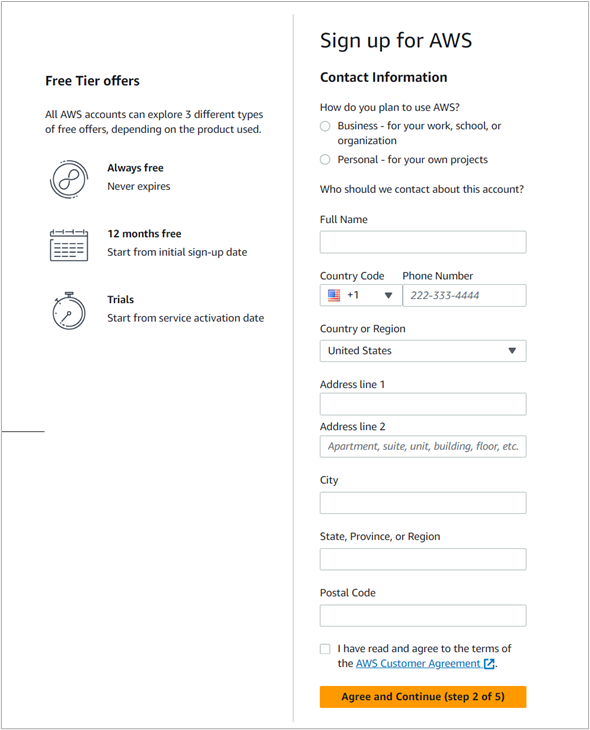 Free Tier offers
All AWS accounts can explore 3 different types
of free offers, depending on the product used.
Always free
Never expires
12 months free
Start from initial sign-up date
Trials
Start from service activation date
Sign up for AWS
Contact Information
How do you plan to use AWS?
Business - for your work, school, or
organization
Personal - for your own projects
Who should we contact about this account?
Full Name
Country Code Phone Number
+1 222-333-4444
Country or Region
United States
Address line 1
Address line 2
Apartment, suite, unit, building, floor, etc.
City
State, Province, or Region
Postal Code
I have read and agree to the terms of
the AWS Customer Agreement.
Agree and Continue (step 2 of 5)